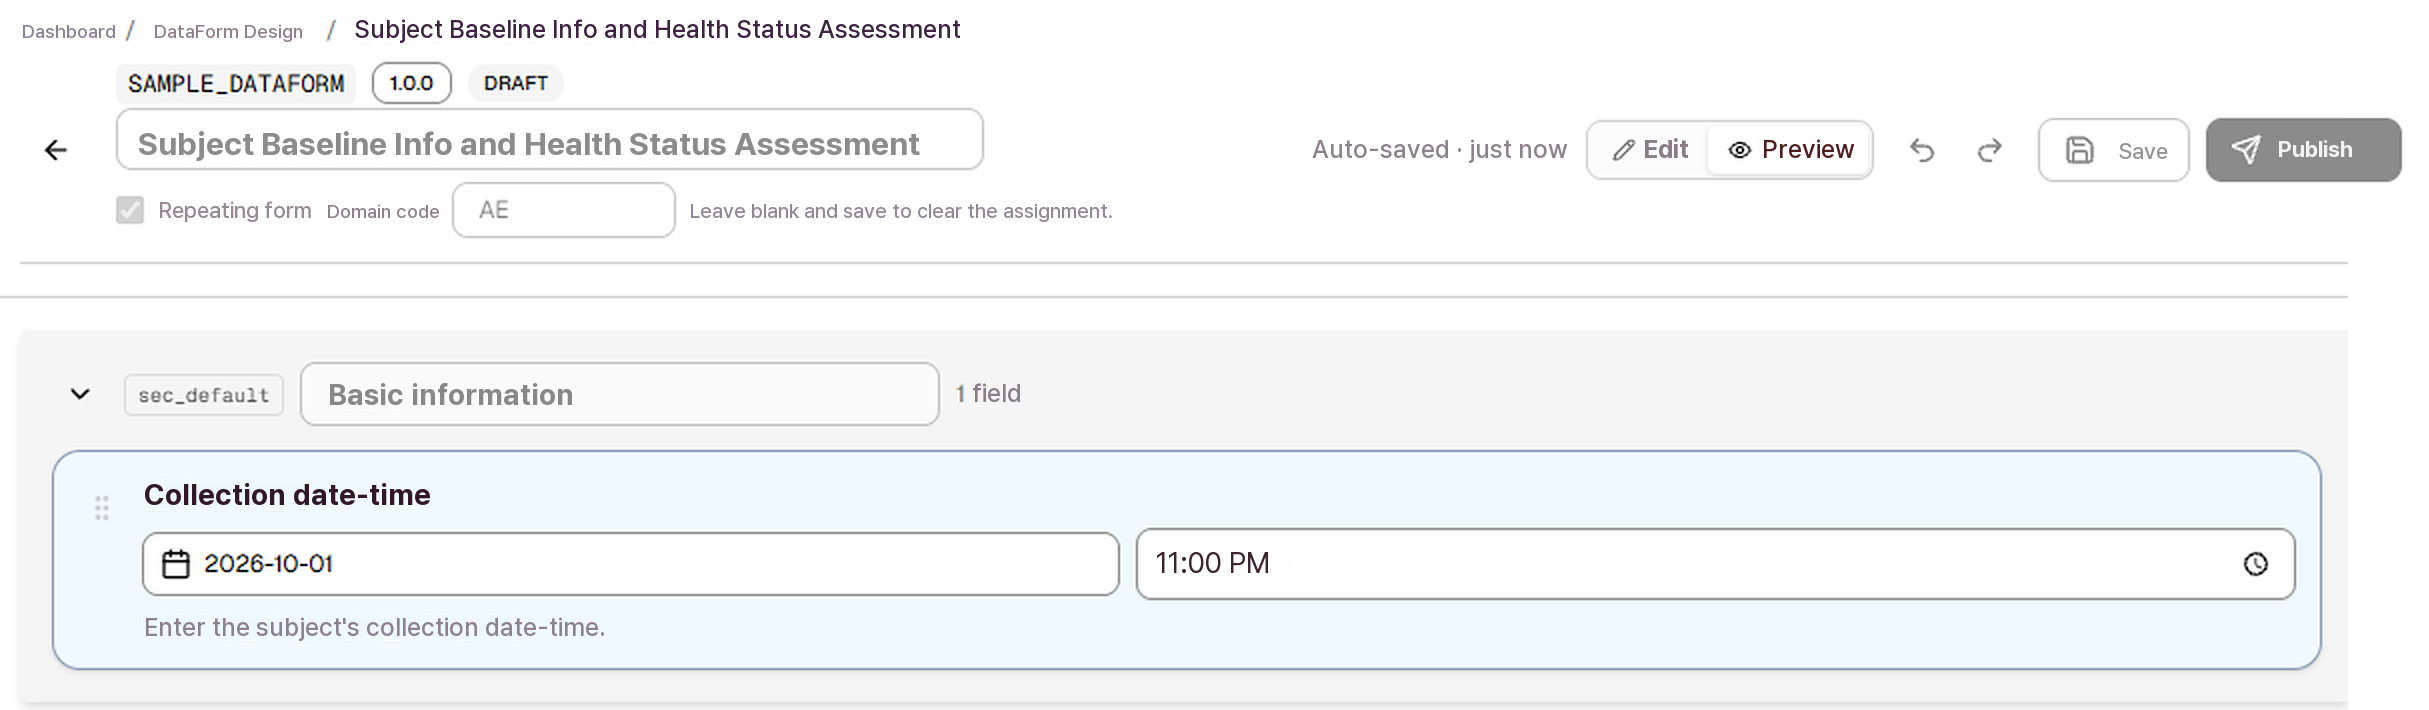 Dashboard / DataForm Design / Subject Baseline Info and Health Status Assessment
SAMPLE_DATAFORM 1.0.0 DRAFT
Subject Baseline Info and Health Status Assessment
Auto-saved · just now Edit Preview Save Publish
Repeating form Domain code AE Leave blank and save to clear the assignment.
sec_default Basic information 1 field
Collection date-time
2026-10-01 11:00 PM
Enter the subject's collection date-time.